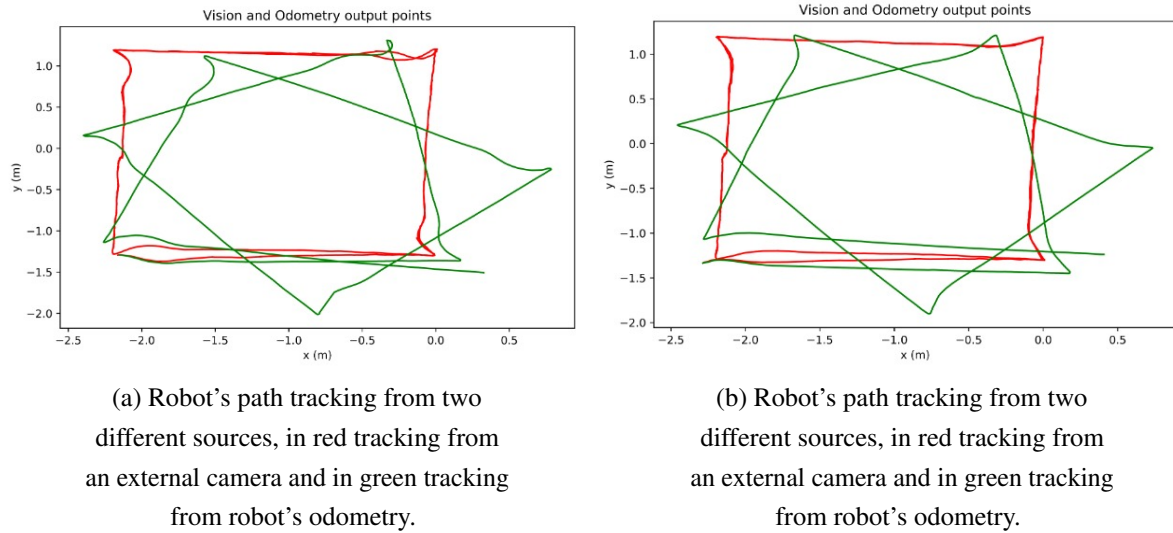 Vision and Odometry output points
1.0
0.5
0.0
−0.5
−1.0
−1.5
−2.0
y (m)
−2.5 −2.0 −1.5 −1.0 −0.5 0.0 0.5
x (m)
(a) Robot’s path tracking from two
different sources, in red tracking from
an external camera and in green tracking
from robot’s odometry.
Vision and Odometry output points
1.0
0.5
0.0
−0.5
−1.0
−1.5
−2.0
y (m)
−2.5 −2.0 −1.5 −1.0 −0.5 0.0 0.5
x (m)
(b) Robot’s path tracking from two
different sources, in red tracking from
an external camera and in green tracking
from robot’s odometry.